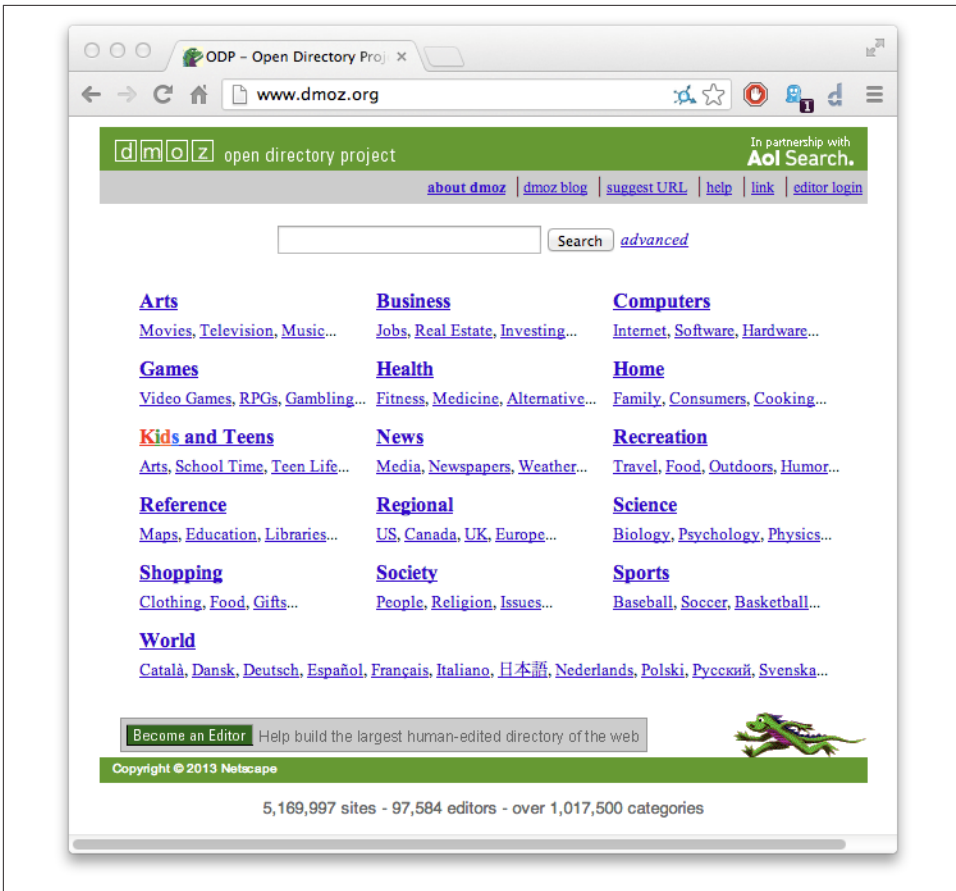 ODP – Open Directory Proj
www.dmoz.org
1
d
dmoz open directory project
In partnership with
Aol Search.
about dmoz | dmoz blog | suggest URL | help | link | editor login
Search advanced
Arts Business Computers
Movies, Television, Music... Jobs, Real Estate, Investing... Internet, Software, Hardware...
Games Health Home
Video Games, RPGs, Gambling... Fitness, Medicine, Alternative... Family, Consumers, Cooking...
Kids and Teens News Recreation
Arts, School Time, Teen Life... Media, Newspapers, Weather... Travel, Food, Outdoors, Humor...
Reference Regional Science
Maps, Education, Libraries... US, Canada, UK, Europe... Biology, Psychology, Physics...
Shopping Society Sports
Clothing, Food, Gifts... People, Religion, Issues... Baseball, Soccer, Basketball...
World
Català, Dansk, Deutsch, Español, Français, Italiano, 日本語, Nederlands, Polski, Русский, Svenska...
Become an Editor Help build the largest human-edited directory of the web
Copyright © 2013 Netscape
5,169,997 sites - 97,584 editors - over 1,017,500 categories